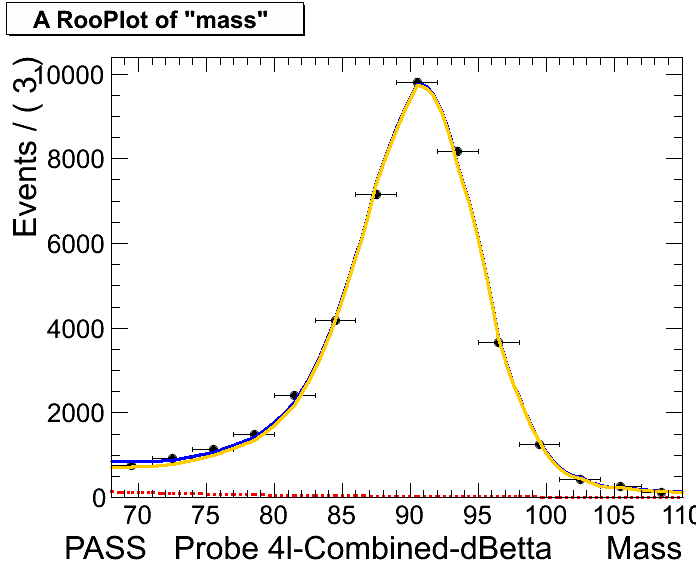 A RooPlot of "mass"
Events / ( 3 )
10000
8000
6000
4000
2000
0
70 75 80 85 90 95 100 105 110
PASS Probe 4l-Combined-dBetta Mass